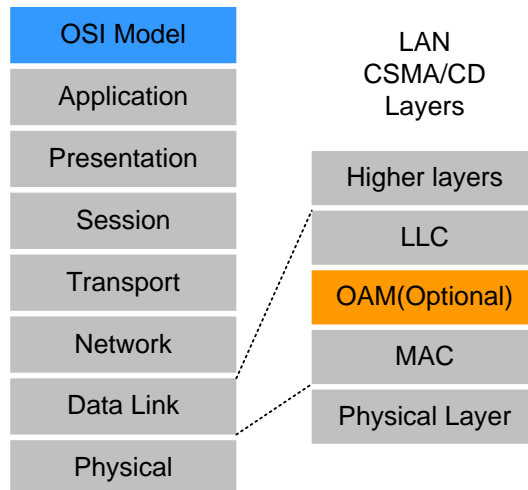 OSI Model
Application
Presentation
Session
Transport
Network
Data Link
Physical
LAN
CSMA/CD
Layers
Higher layers
LLC
OAM(Optional)
MAC
Physical Layer